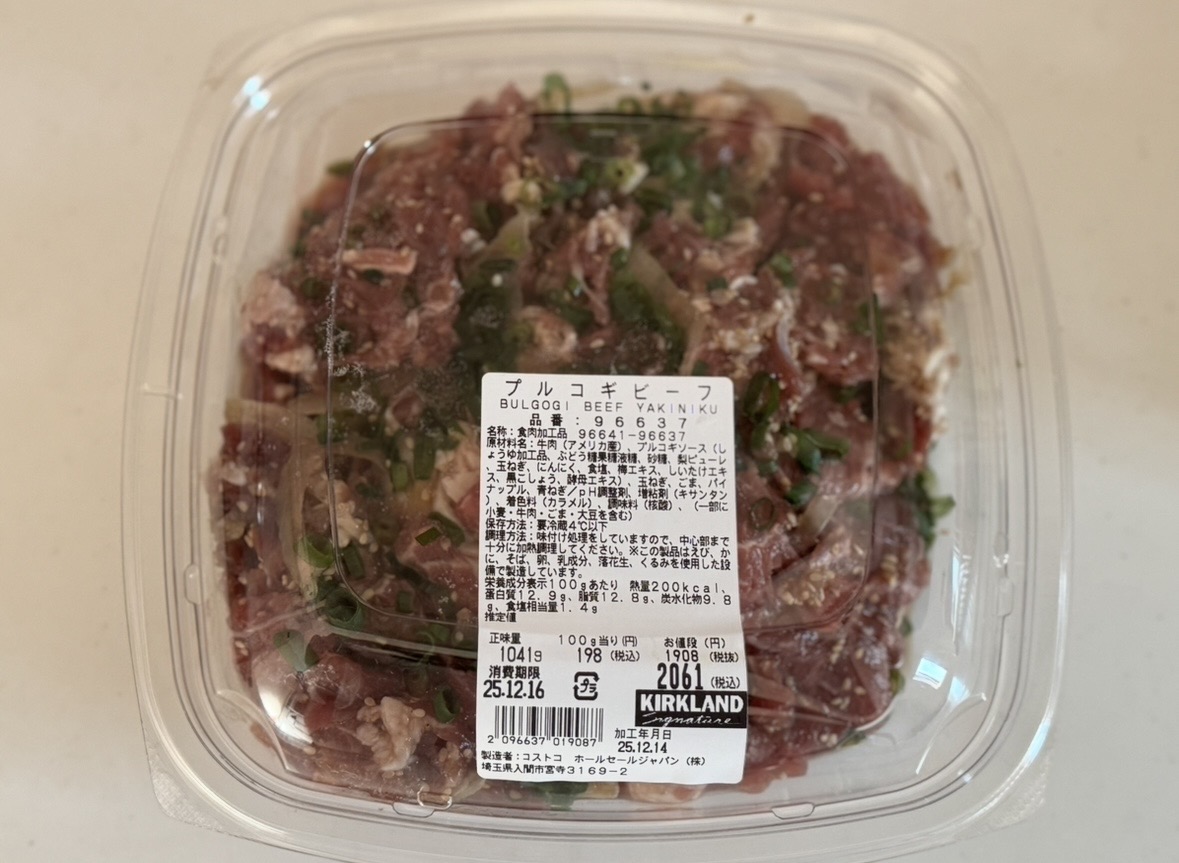 プルコギビーフ
BULGOGI BEEF YAKINIKU
品番：96637
名称：食肉加工品 96641-96637
原材料名：牛肉（アメリカ産）、プルコギソース（し
ょうゆ加工品、ぶどう糖果糖液糖、砂糖、梨ピューレ
、玉ねぎ、にんにく、食塩、梅エキス、しいたけエキ
ス、黒こしょう、酵母エキス）、玉ねぎ、ごま、パイ
ナップル、青ねぎ／ｐＨ調整剤、増粘剤（キサンタン
）、着色料（カラメル）、調味料（核酸）、（一部に
小麦・牛肉・ごま・大豆を含む）
保存方法：要冷蔵4℃以下
調理方法：味付け処理をしていますので、中心部まで
十分に加熱調理してください。※この製品はえび、か
に、そば、卵、乳成分、落花生、くるみを使用した設
備で製造しています。
栄養成分表示100gあたり 熱量200kcal、
蛋白質12.9g、脂質12.8g、炭水化物9.8
g、食塩相当量1.4g
推定値
正味量 100g当り(円) お値段（円）
1041g 198（税込） 1908（税抜）
消費期限 2061（税込）
25.12.16 プラ
KIRKLAND
Signature
2 096637 019087
加工年月日
25.12.14
製造者：コストコ ホールセールジャパン（株）
埼玉県入間市宮寺3169-2